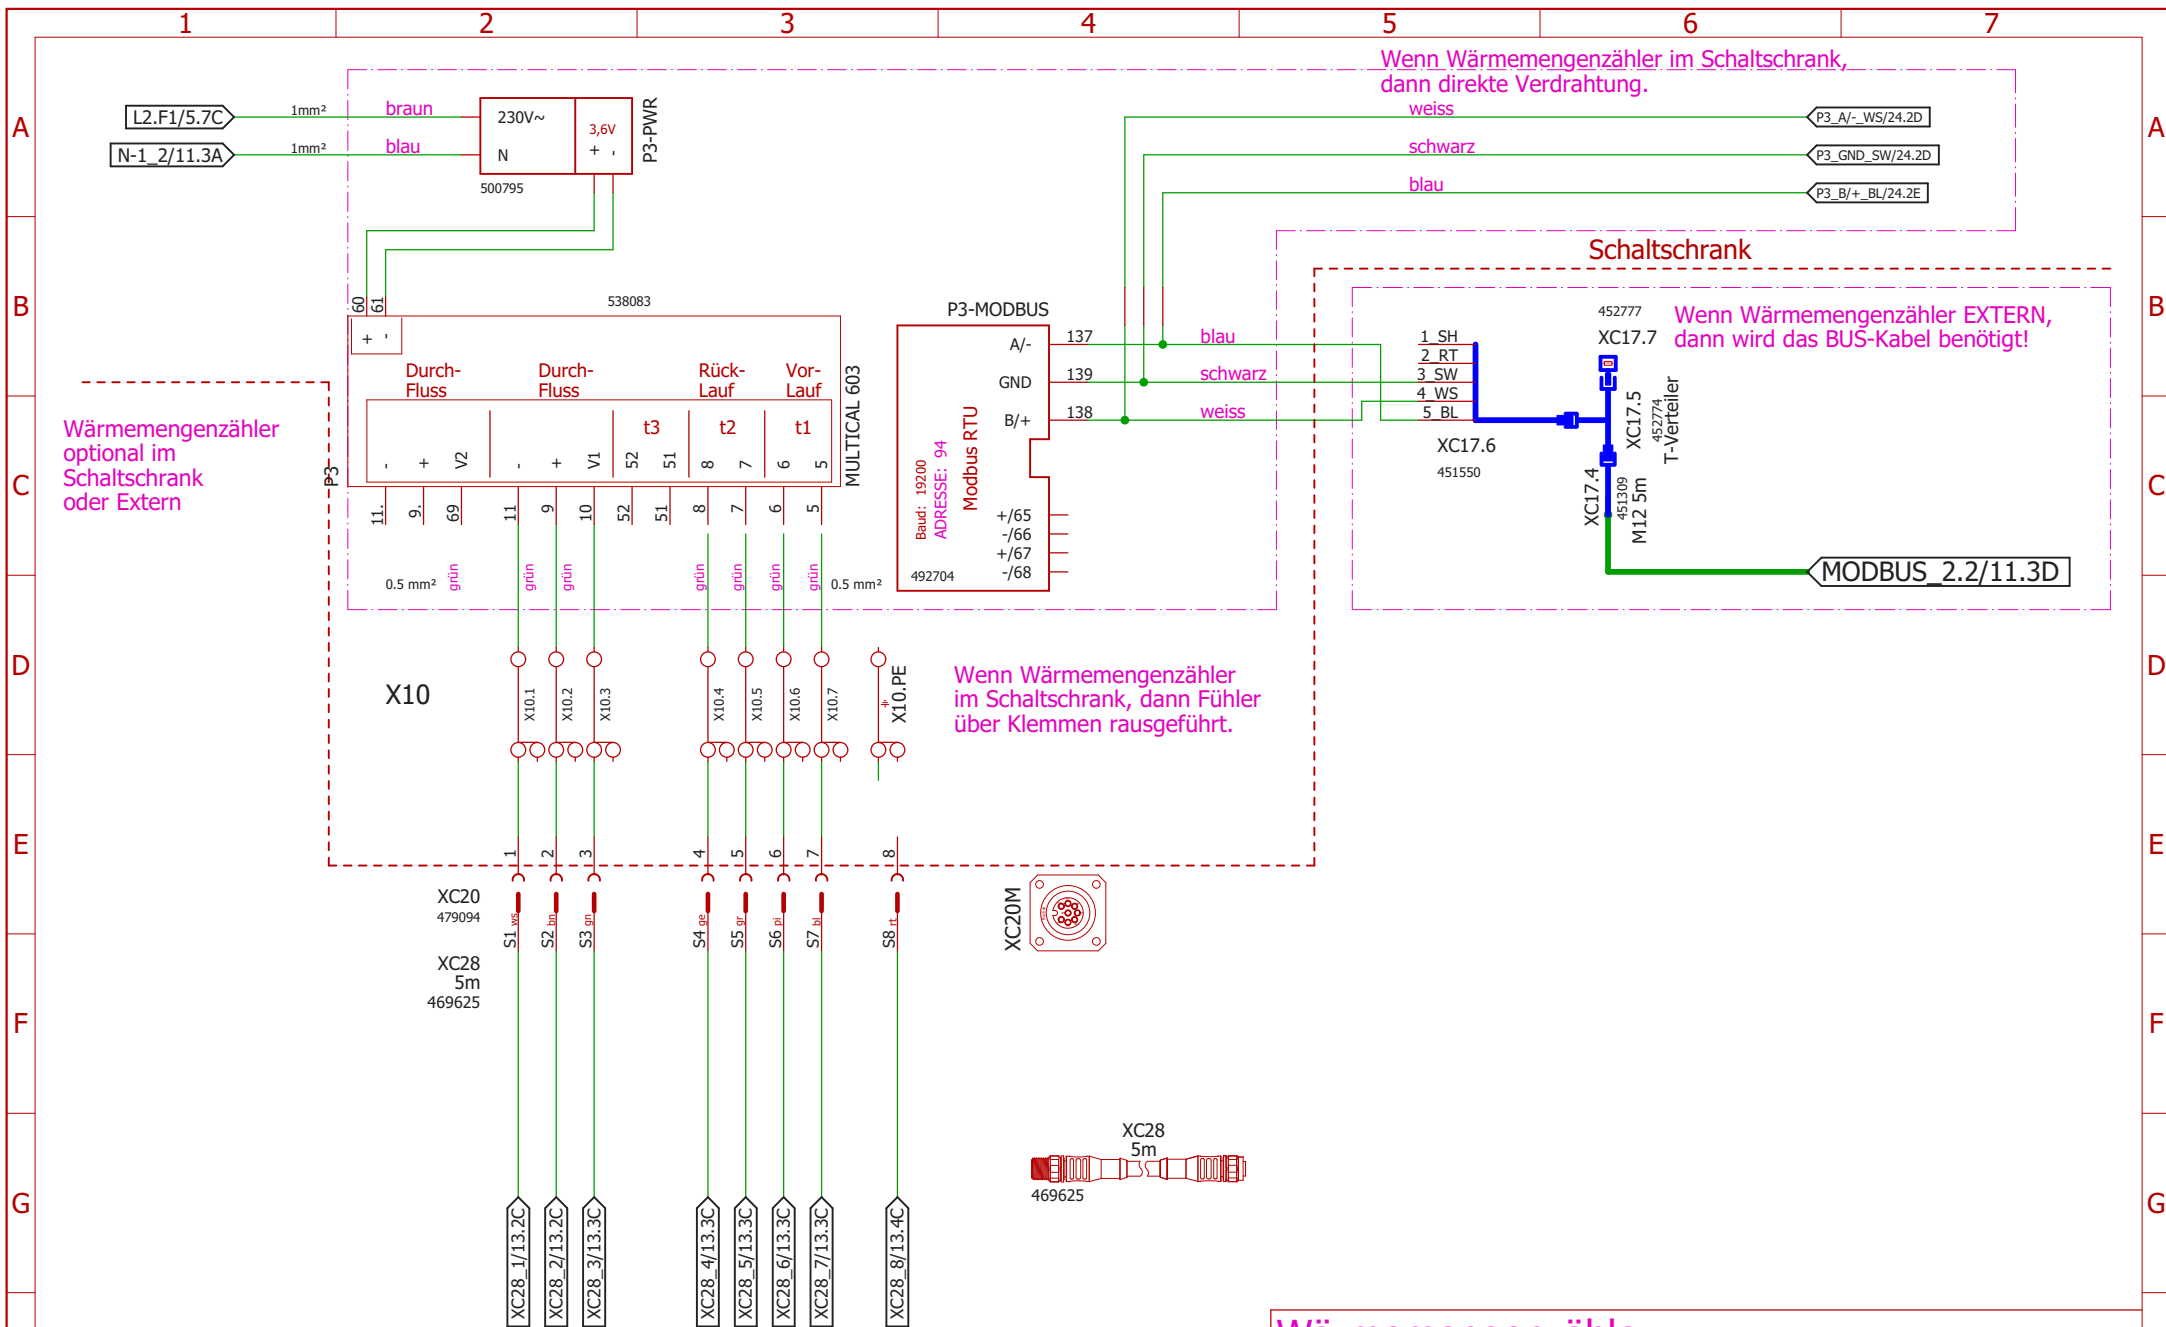 1 2 3 4 5 6 7
A
B
C
D
E
F
G
A
B
C
D
E
F
G
Wenn Wärmemengenzähler im Schaltschrank,
dann direkte Verdrahtung.
L2.F1/5.7C
1mm²
braun
N-1_2/11.3A
1mm²
blau
230V~
N
3,6V
+ -
P3-PWR
500795
weiss
P3_A/-_WS/24.2D
schwarz
P3_GND_SW/24.2D
blau
P3_B/+_BL/24.2E
Schaltschrank
60
61
538083
+ -
Durch-
Fluss
Durch-
Fluss
Rück-
Lauf
Vor-
Lauf
t3
t2
t1
- + V2 - + V1 52 51 8 7 6 5
P3
MULTICAL 603
11. 9. 69 11 9 10 52 51 8 7 6 5
0.5 mm²
grün
grün
grün
grün
grün
grün
grün
0.5 mm²
P3-MODBUS
A/-
GND
B/+
137
139
138
blau
schwarz
weiss
Baud: 19200
ADRESSE: 94
Modbus RTU
+/65
-/66
+/67
-/68
492704
1_SH
2_RT
3_SW
4_WS
5_BL
XC17.6
451550
452777
XC17.7
Wenn Wärmemengenzähler EXTERN,
dann wird das BUS-Kabel benötigt!
XC17.5
452774
T-Verteiler
XC17.4
451309
M12 5m
MODBUS_2.2/11.3D
Wärmemengenzähler
optional im
Schaltschrank
oder Extern
X10
X10.1
X10.2
X10.3
X10.4
X10.5
X10.6
X10.7
X10.PE
Wenn Wärmemengenzähler
im Schaltschrank, dann Fühler
über Klemmen rausgeführt.
1 2 3 4 5 6 7 8
XC20
479094
S1 ws
S2 bn
S3 gn
S4 ge
S5 gr
S6 pi
S7 bl
S8 rt
XC20M
XC28
5m
469625
XC28
5m
469625
XC28_1/13.2C
XC28_2/13.2C
XC28_3/13.3C
XC28_4/13.3C
XC28_5/13.3C
XC28_6/13.3C
XC28_7/13.3C
XC28_8/13.4C